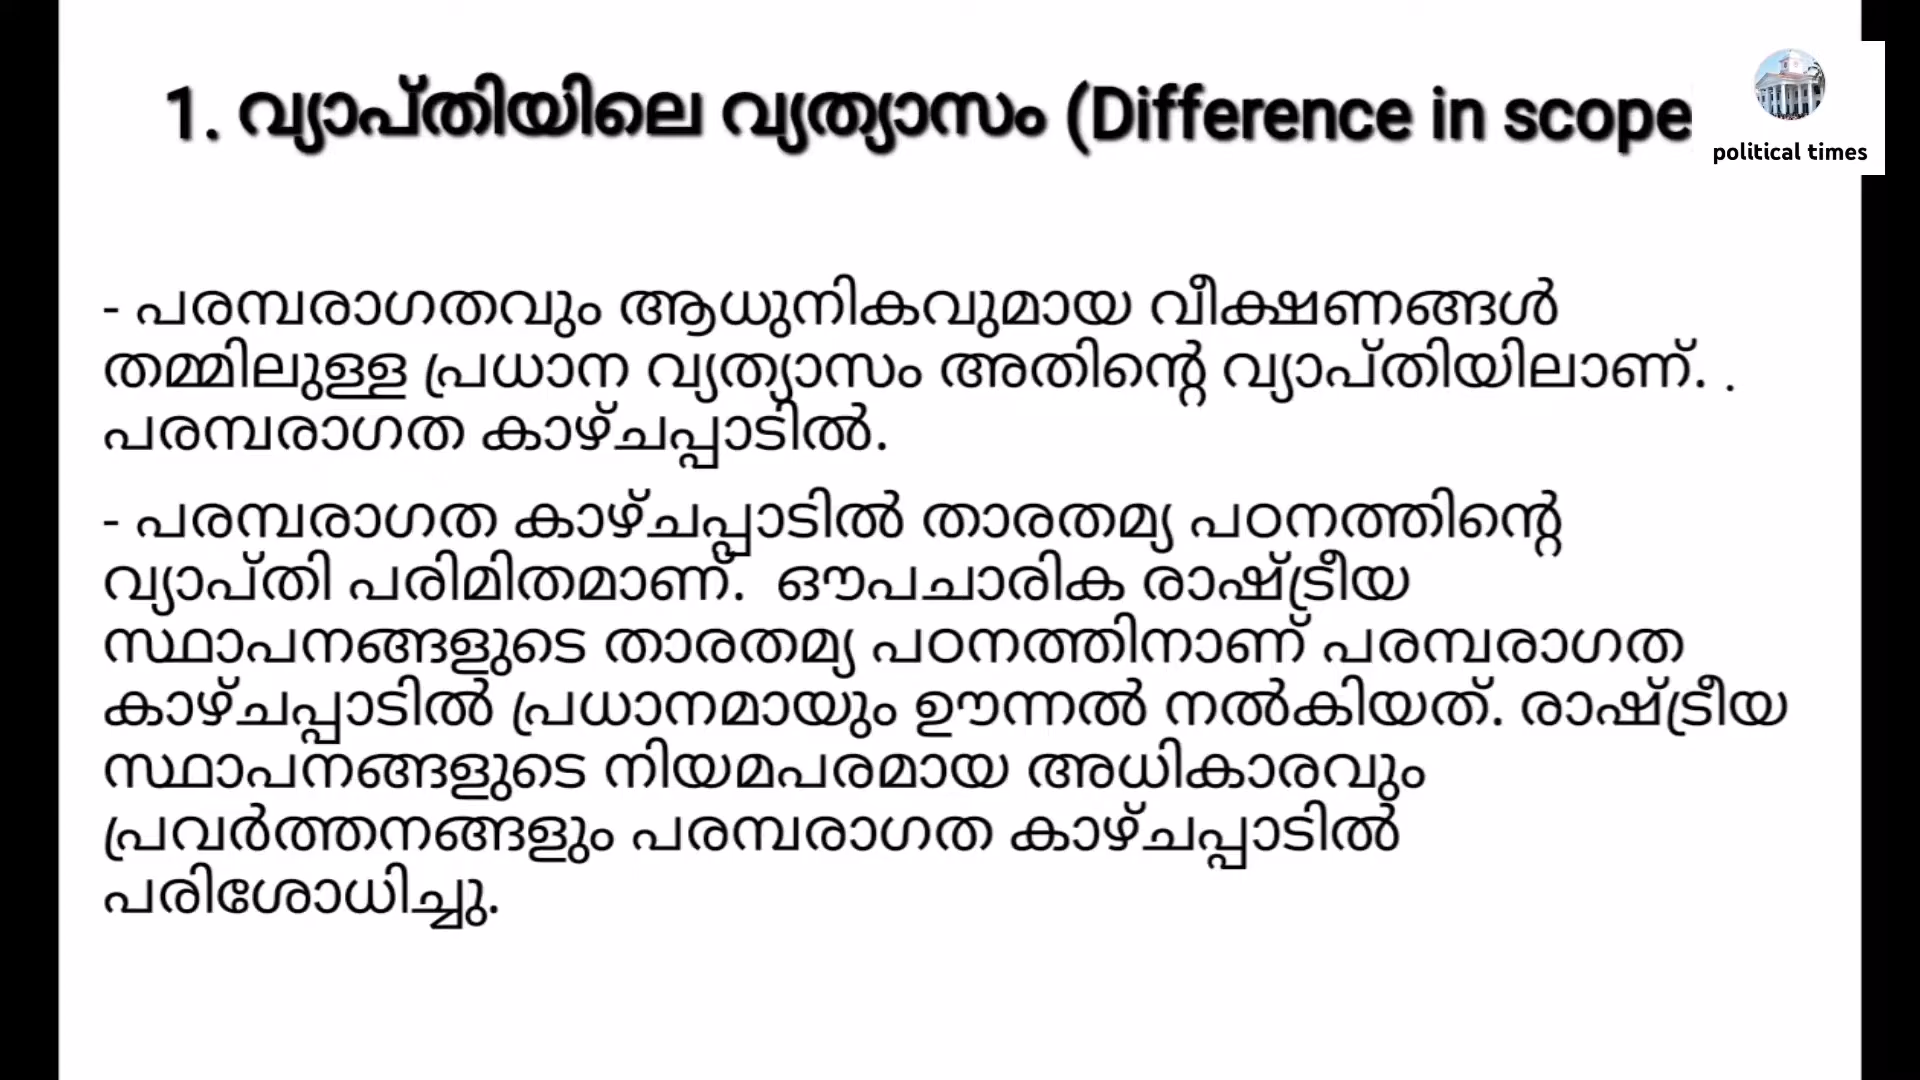 1. വ്യാപ്തിയിലെ വ്യത്യാസം (Difference in scope
political times
- പരമ്പരാഗതവും ആധുനികവുമായ വീക്ഷണങ്ങൾ
തമ്മിലുള്ള പ്രധാന വ്യത്യാസം അതിന്റെ വ്യാപ്തിയിലാണ്. .
പരമ്പരാഗത കാഴ്ചപ്പാടിൽ.
- പരമ്പരാഗത കാഴ്ചപ്പാടിൽ താരതമ്യ പഠനത്തിന്റെ
വ്യാപ്തി പരിമിതമാണ്. ഔപചാരിക രാഷ്ട്രീയ
സ്ഥാപനങ്ങളുടെ താരതമ്യ പഠനത്തിനാണ് പരമ്പരാഗത
കാഴ്ചപ്പാടിൽ പ്രധാനമായും ഊന്നൽ നൽകിയത്. രാഷ്ട്രീയ
സ്ഥാപനങ്ങളുടെ നിയമപരമായ അധികാരവും
പ്രവർത്തനങ്ങളും പരമ്പരാഗത കാഴ്ചപ്പാടിൽ
പരിശോധിച്ചു.